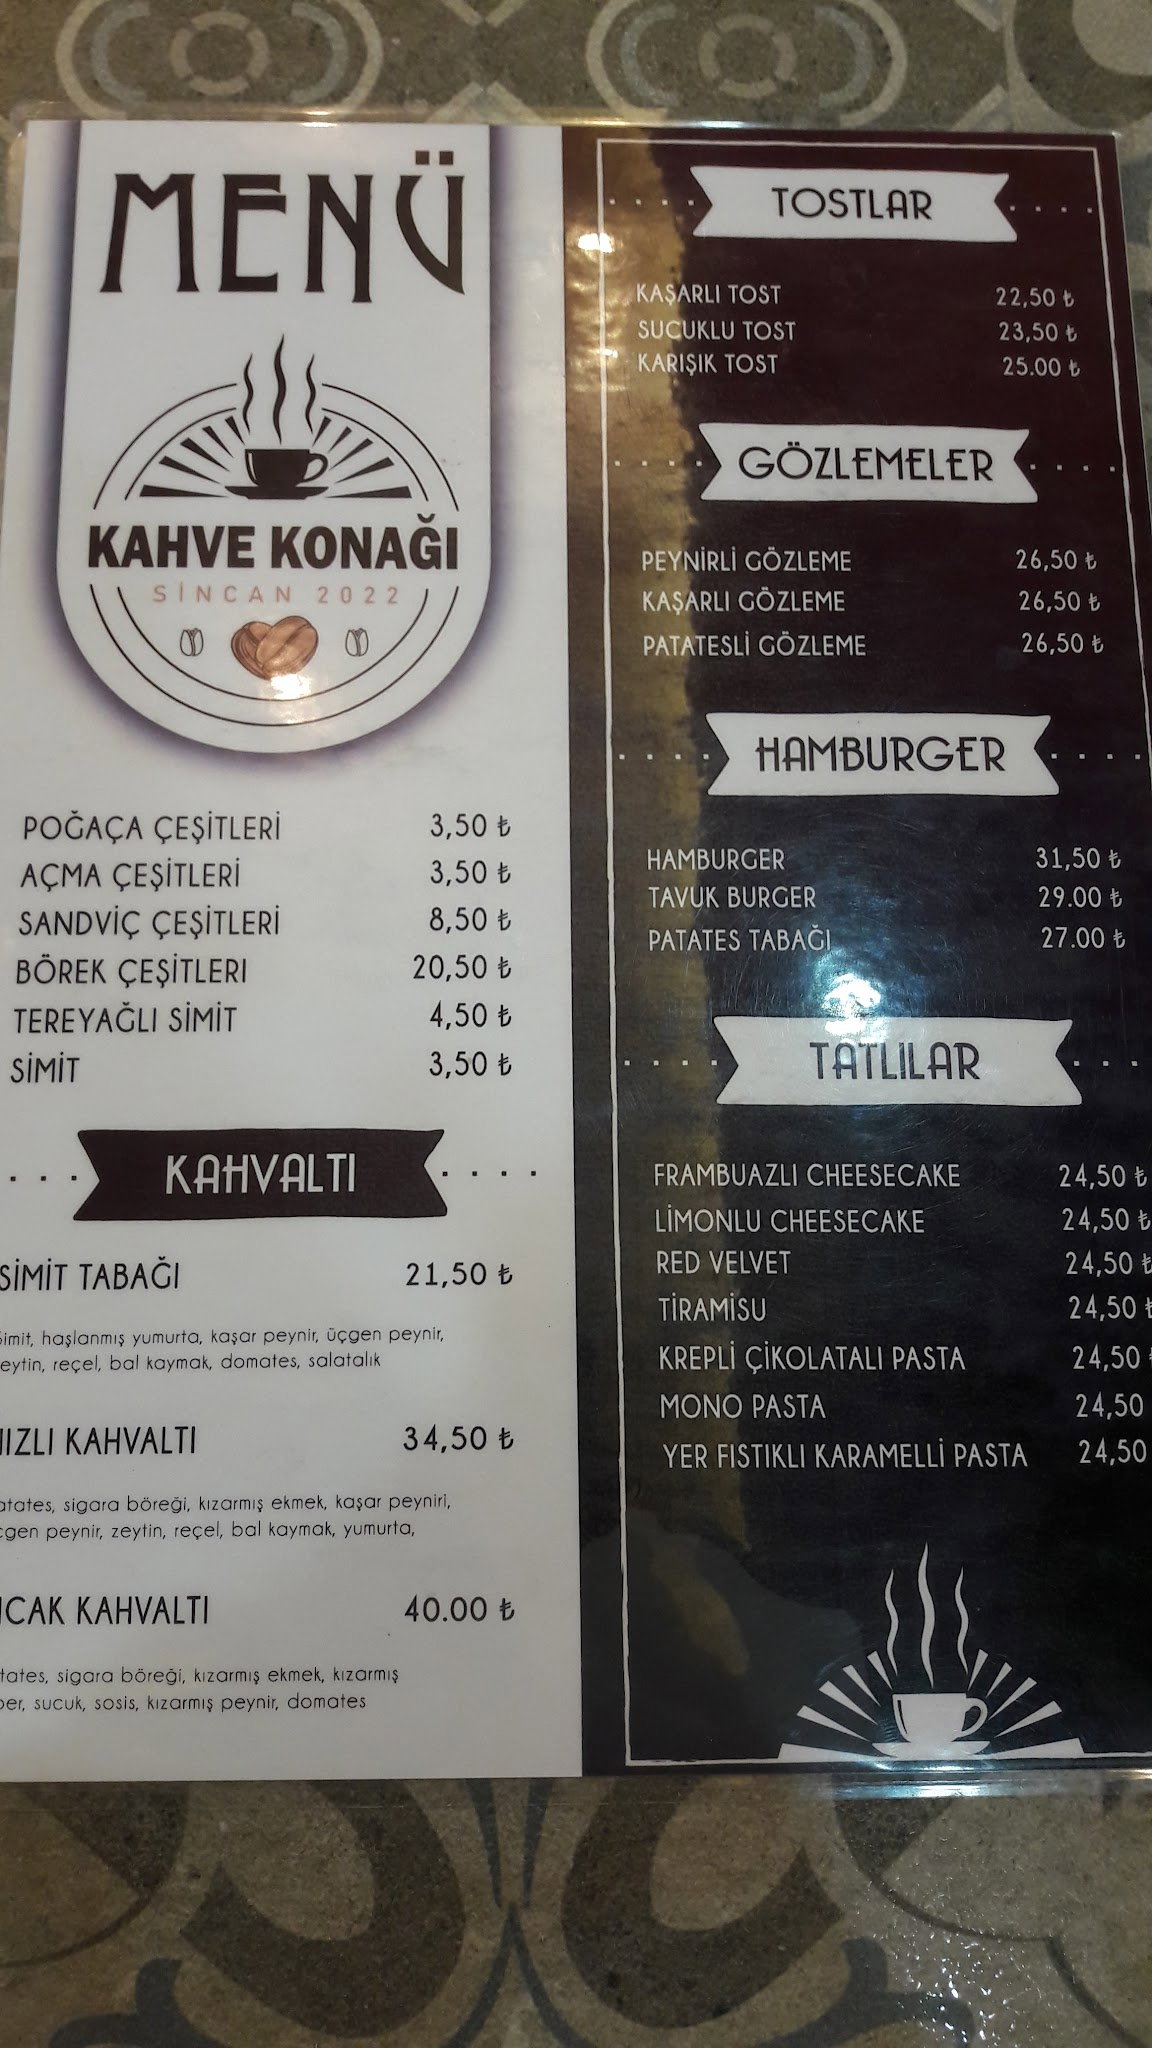 MENÜ
KAHVE KONAĞI
SİNCAN 2022
POĞAÇA ÇEŞİTLERİ 3,50 ₺
AÇMA ÇEŞİTLERİ 3,50 ₺
SANDVİÇ ÇEŞİTLERİ 8,50 ₺
BÖREK ÇEŞİTLERI 20,50 ₺
TEREYAĞLI SİMİT 4,50 ₺
SİMİT 3,50 ₺
KAHVALTI
SİMİT TABAĞI 21,50 ₺
simit, haşlanmış yumurta, kaşar peynir, üçgen peynir,
reçel, bal kaymak, domates, salatalık
KAHVALTI 34,50 ₺
sigara böreği, kızarmış ekmek, kaşar peyniri,
peynir, zeytin, reçel, bal kaymak, yumurta,
KAHVALTI 40.00 ₺
sigara böreği, kızarmış ekmek, kızarmış
sucuk, sosis, kızarmış peynir, domates
TOSTLAR
KAŞARLI TOST 22,50 ₺
SUCUKLU TOST 23,50 ₺
KARIŞIK TOST 25.00 ₺
GÖZLEMELER
PEYNİRLİ GÖZLEME 26,50 ₺
KAŞARLI GÖZLEME 26,50 ₺
PATATESLİ GÖZLEME 26,50 ₺
HAMBURGER
HAMBURGER 31,50 ₺
TAVUK BURGER 29.00 ₺
PATATES TABAĞI 27.00 ₺
TATLILAR
FRAMBUAZLI CHEESECAKE 24,50 ₺
LİMONLU CHEESECAKE 24,50 ₺
RED VELVET 24,50 ₺
TİRAMİSU 24,50 ₺
KREPLİ ÇİKOLATALI PASTA 24,50
MONO PASTA 24,50
YER FISTIKLI KARAMELLİ PASTA 24,50